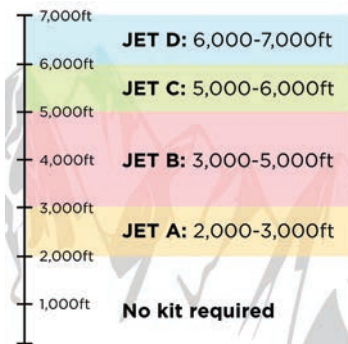 7,000ft
JET D: 6,000-7,000ft
6,000ft
JET C: 5,000-6,000ft
5,000ft
4,000ft
JET B: 3,000-5,000ft
3,000ft
JET A: 2,000-3,000ft
2,000ft
1,000ft
No kit required